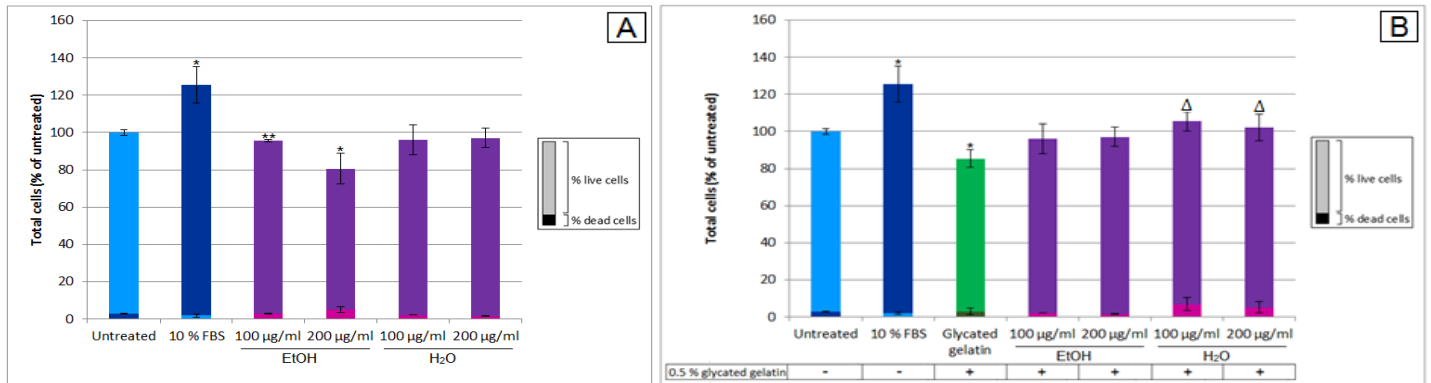 A
Total cells (% of untreated)
160
140
120
100
80
60
40
20
0
*
**
*
% live cells
% dead cells
Untreated 10 % FBS 100 µg/ml 200 µg/ml 100 µg/ml 200 µg/ml
EtOH H₂O
B
Total cells (% of untreated)
160
140
120
100
80
60
40
20
0
*
*
Δ Δ
% live cells
% dead cells
Untreated 10 % FBS Glycated gelatin 100 µg/ml 200 µg/ml 100 µg/ml 200 µg/ml
EtOH H₂O
0.5 % glycated gelatin - - + + + + +